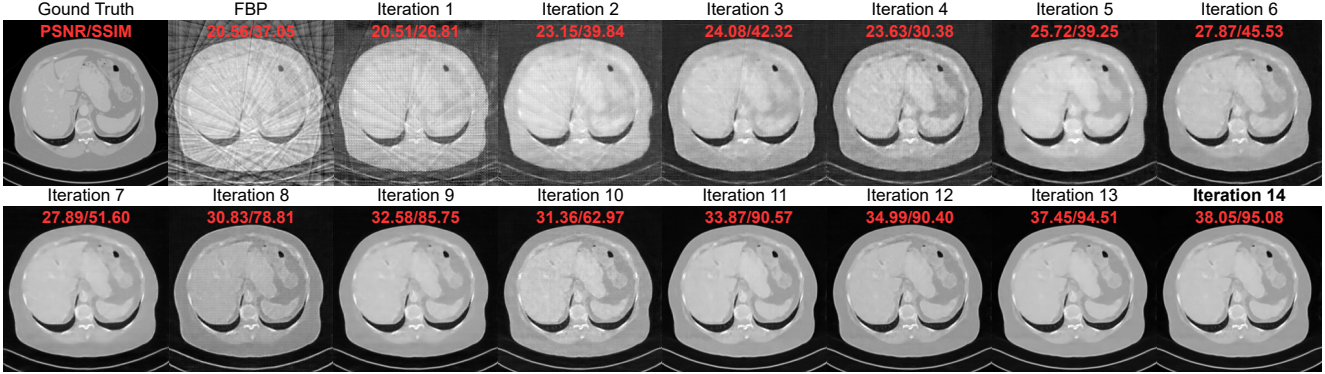 Gound Truth FBP Iteration 1 Iteration 2 Iteration 3 Iteration 4 Iteration 5 Iteration 6
PSNR/SSIM 20.56/37.05 20.51/26.81 23.15/39.84 24.08/42.32 23.63/30.38 25.72/39.25 27.87/45.53
Iteration 7 Iteration 8 Iteration 9 Iteration 10 Iteration 11 Iteration 12 Iteration 13 Iteration 14
27.89/51.60 30.83/78.81 32.58/85.75 31.36/62.97 33.87/90.57 34.99/90.40 37.45/94.51 38.05/95.08